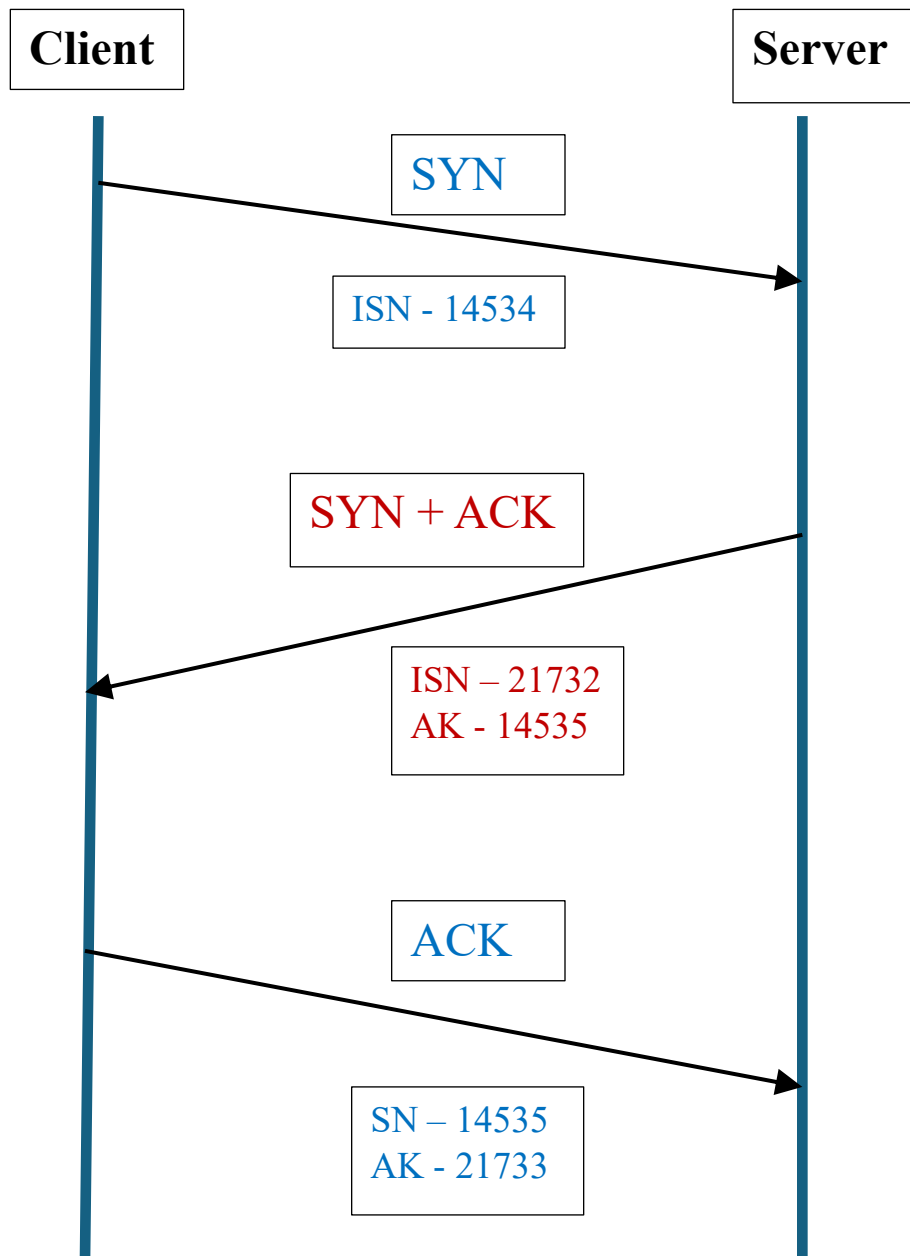 Client
Server
SYN
ISN - 14534
SYN + ACK
ISN – 21732
AK - 14535
ACK
SN – 14535
AK - 21733